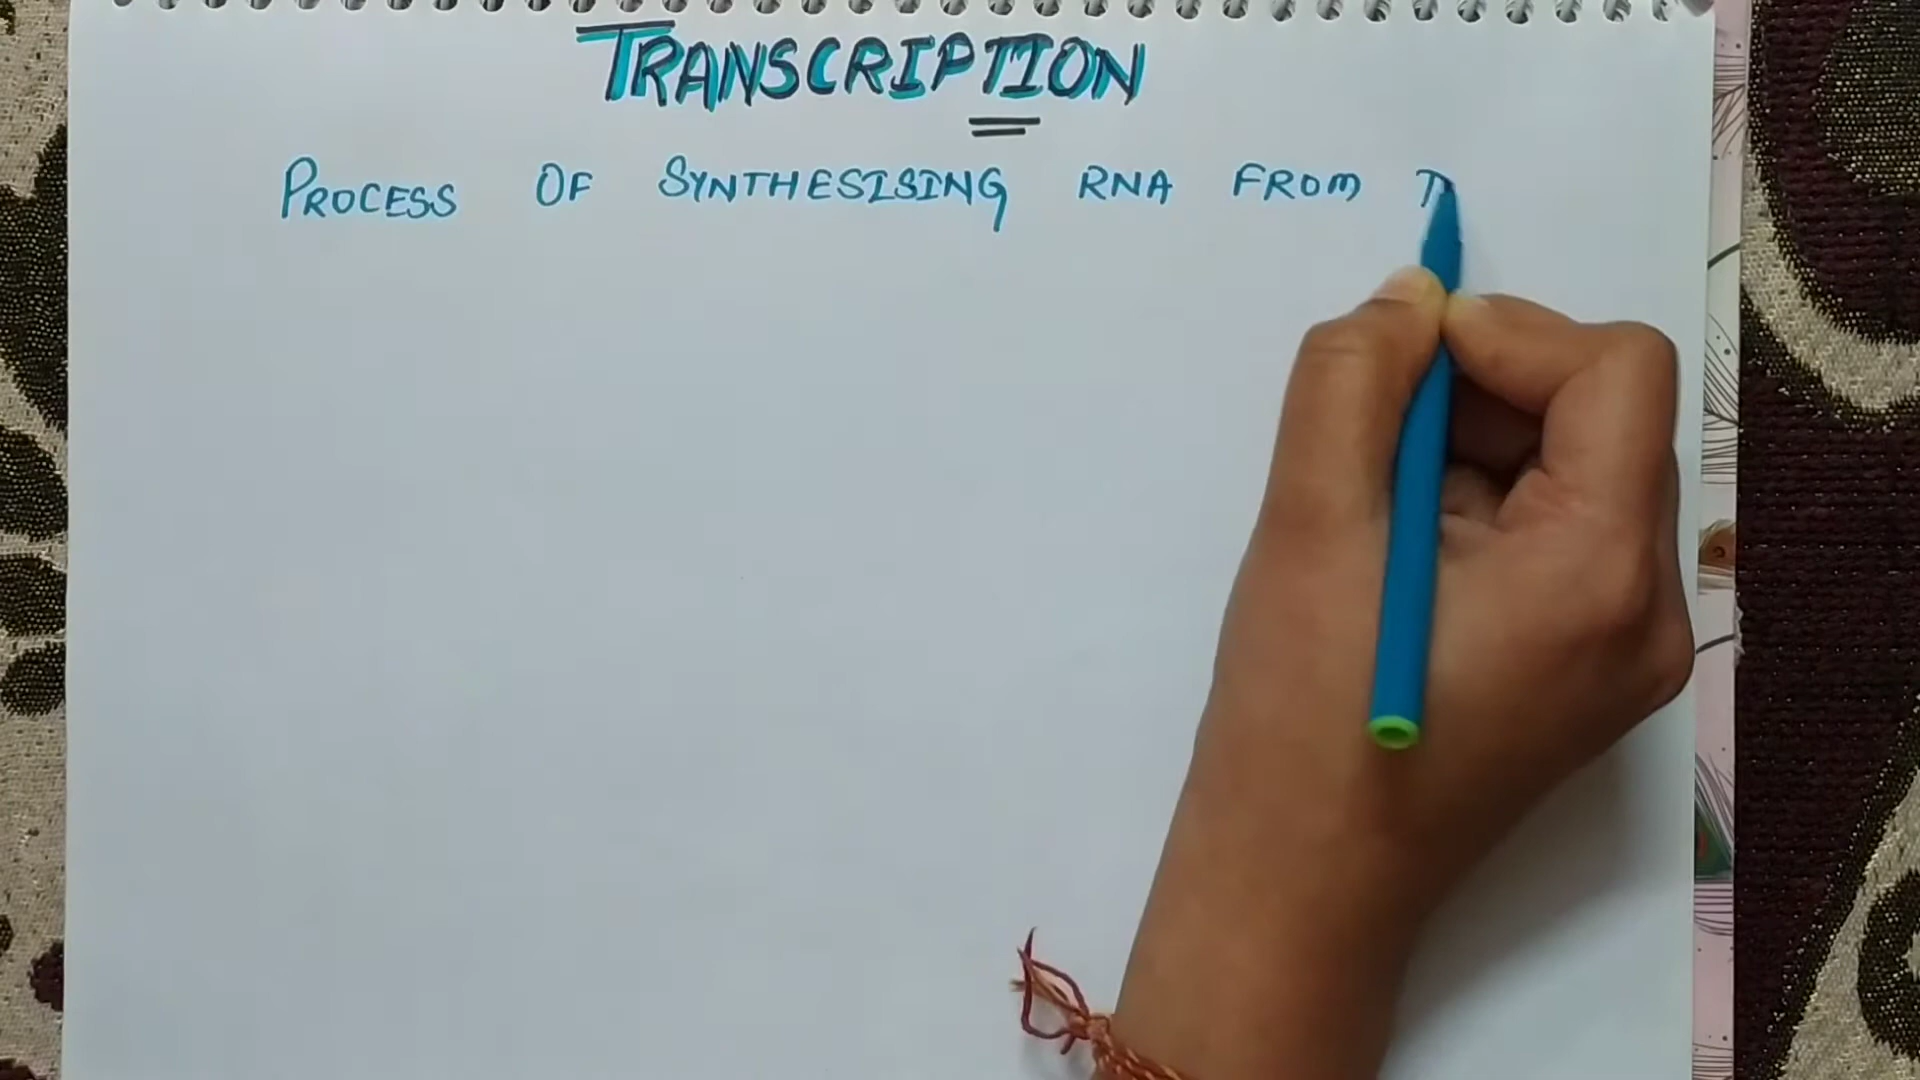 TRANSCRIPTION
PROCESS OF SYNTHESISING RNA FROM